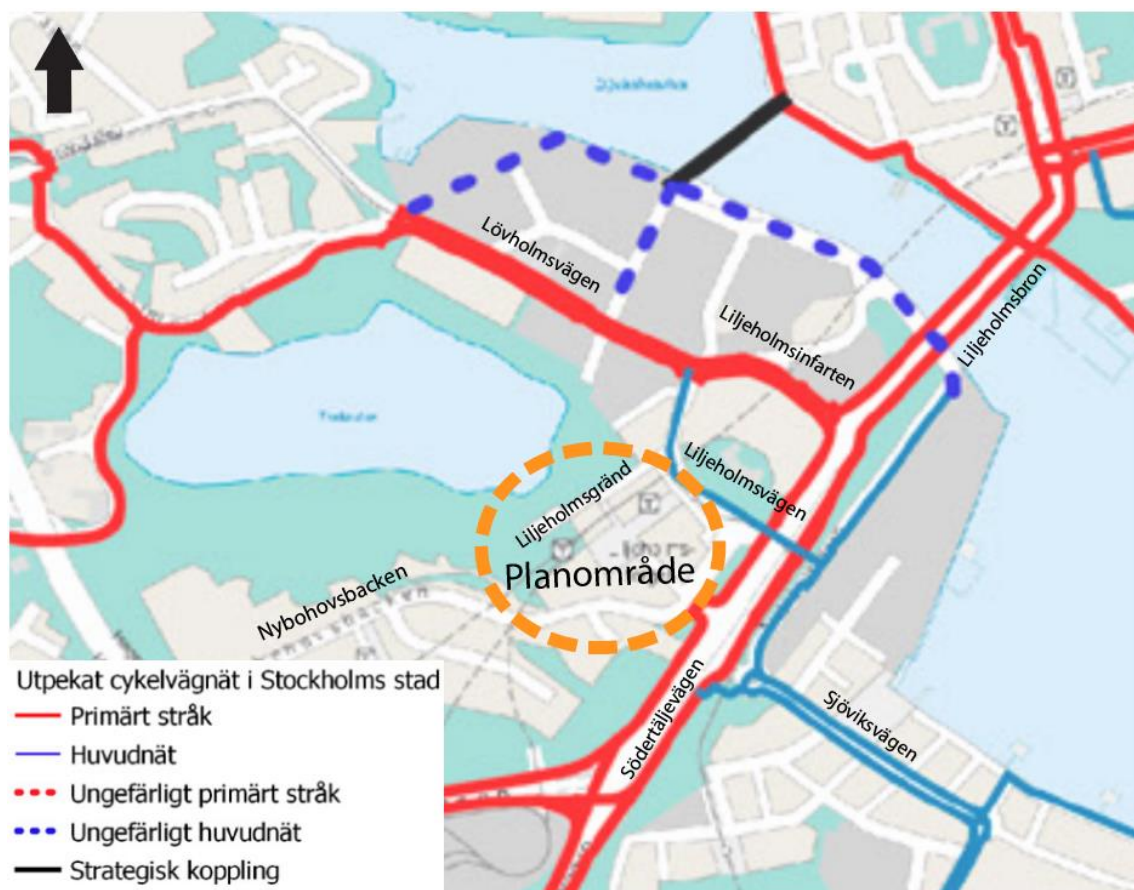 Lövholmsvägen
Liljeholmsinfarten
Liljeholmsbron
Liljeholmsgränd
Liljeholmsvägen
Planområde
Nybohovsbacken
Södertäljevägen
Sjöviksvägen
Utpekat cykelvägnät i Stockholms stad
Primärt stråk
Huvudnät
Ungefärligt primärt stråk
Ungefärligt huvudnät
Strategisk koppling